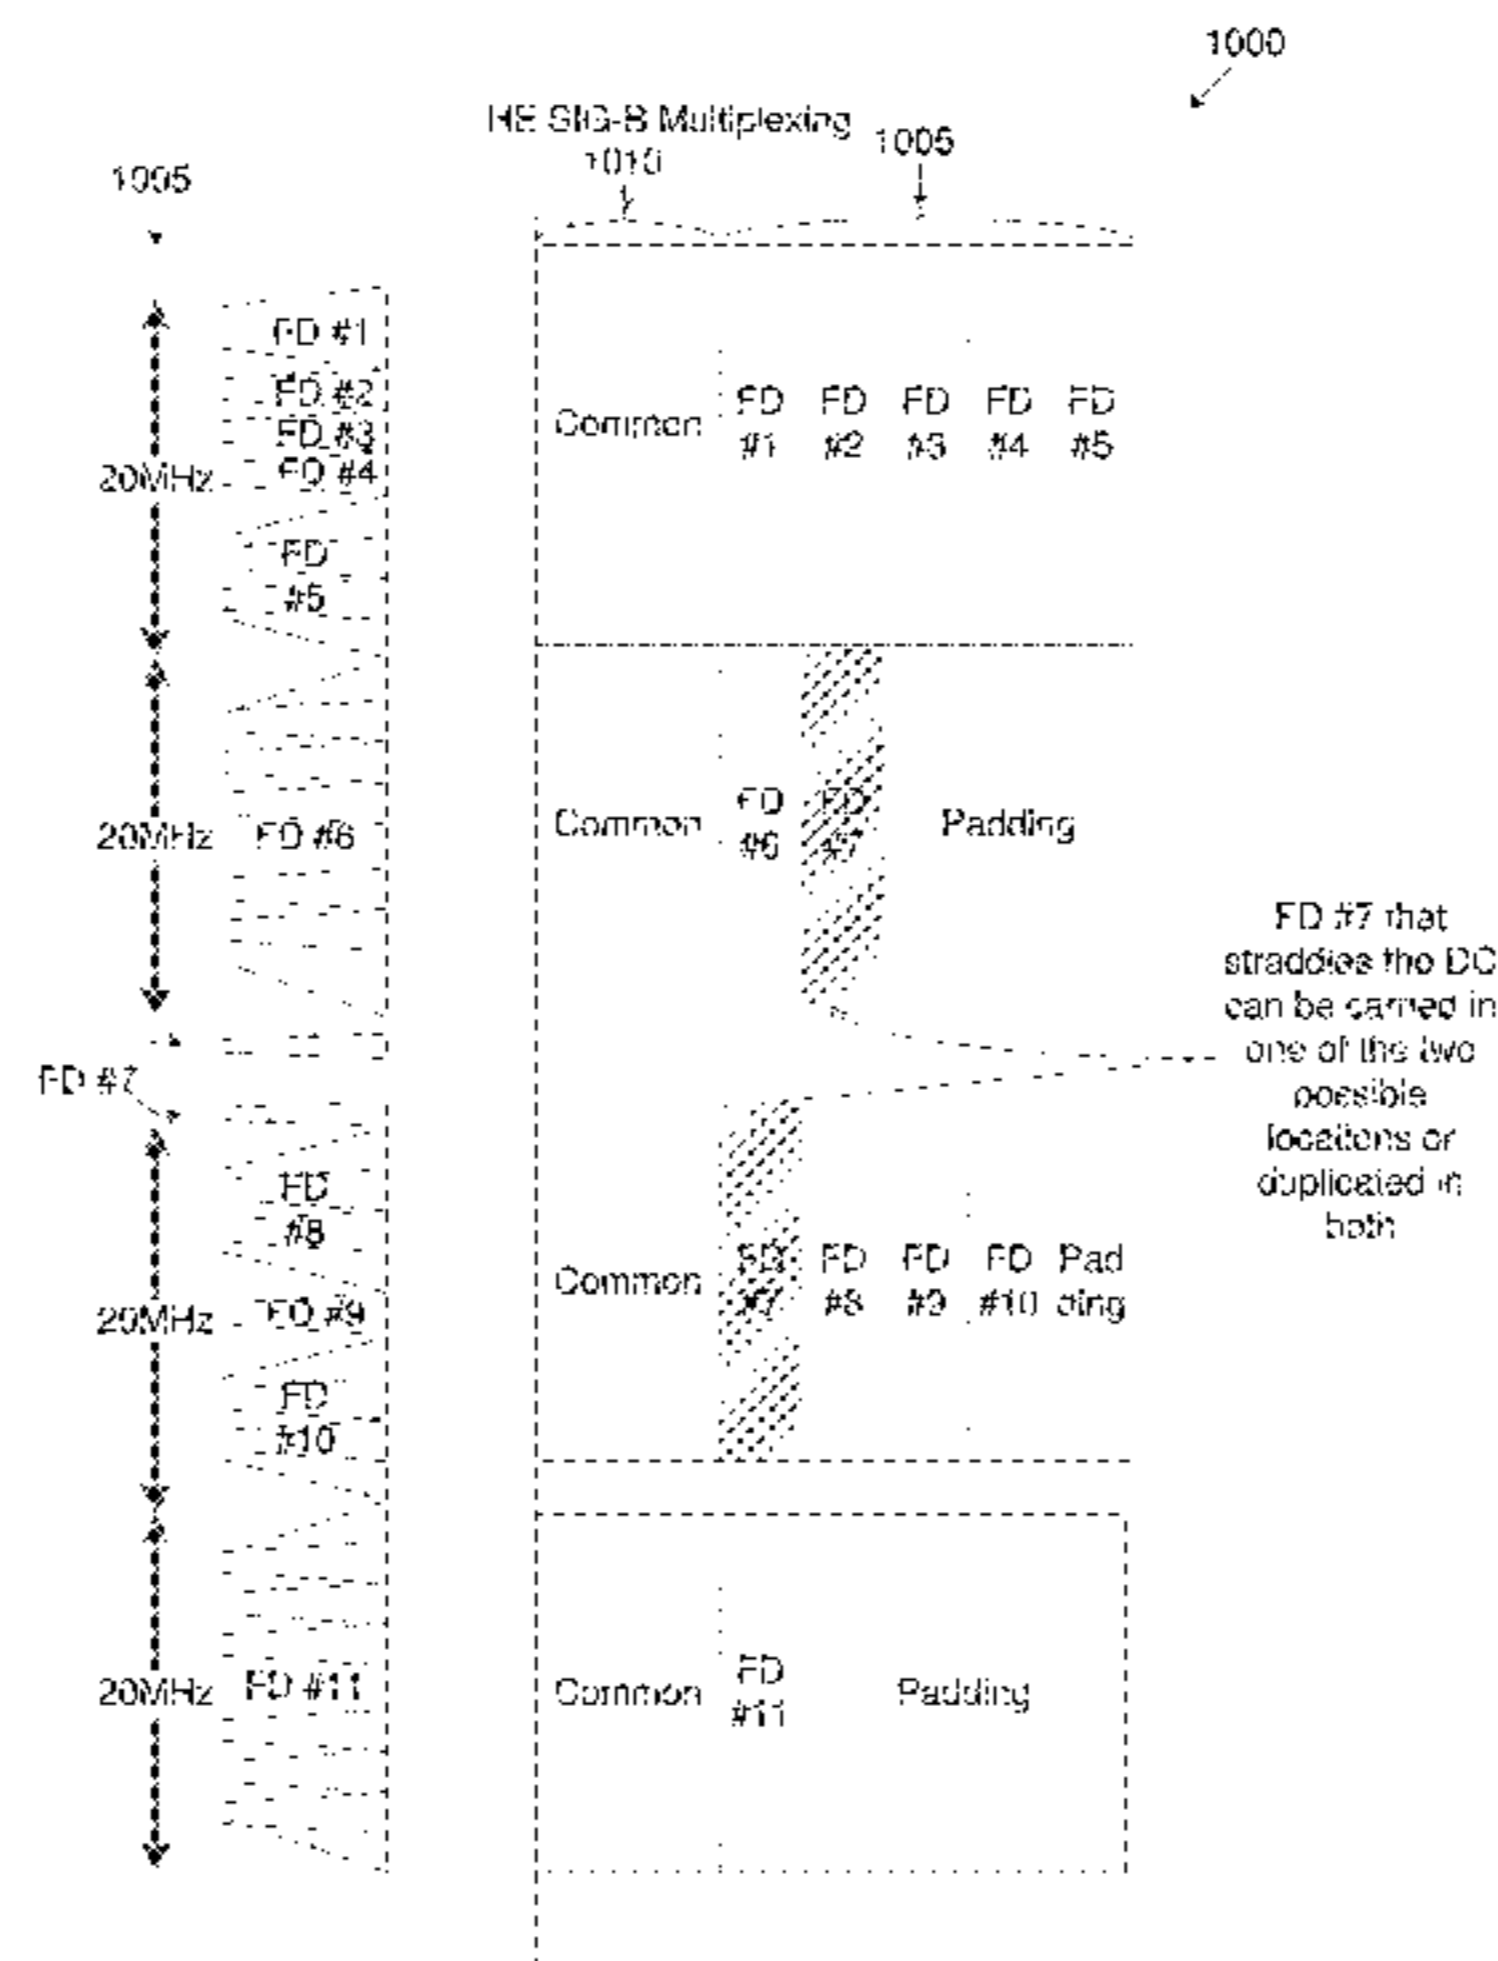 1000
HE SIG-B Multiplexing
1010
1005
1005
FD #1
FD #2
FD #3
FD #4
20MHz
FD
#5
Common
FD FD FD FD FD
#1 #2 #3 #4 #5
20MHz
FD #6
Common
FD FD
#6 #7
Padding
FD #7 that
straddles the DC
can be carried in
one of the two
possible
locations or
duplicated in
both
FD #7
FD
#8
20MHz
FD #9
FD
#10
Common
FD FD FD FD Pad
#7 #8 #9 #10 ding
20MHz
FD #11
Common
FD
#11
Padding